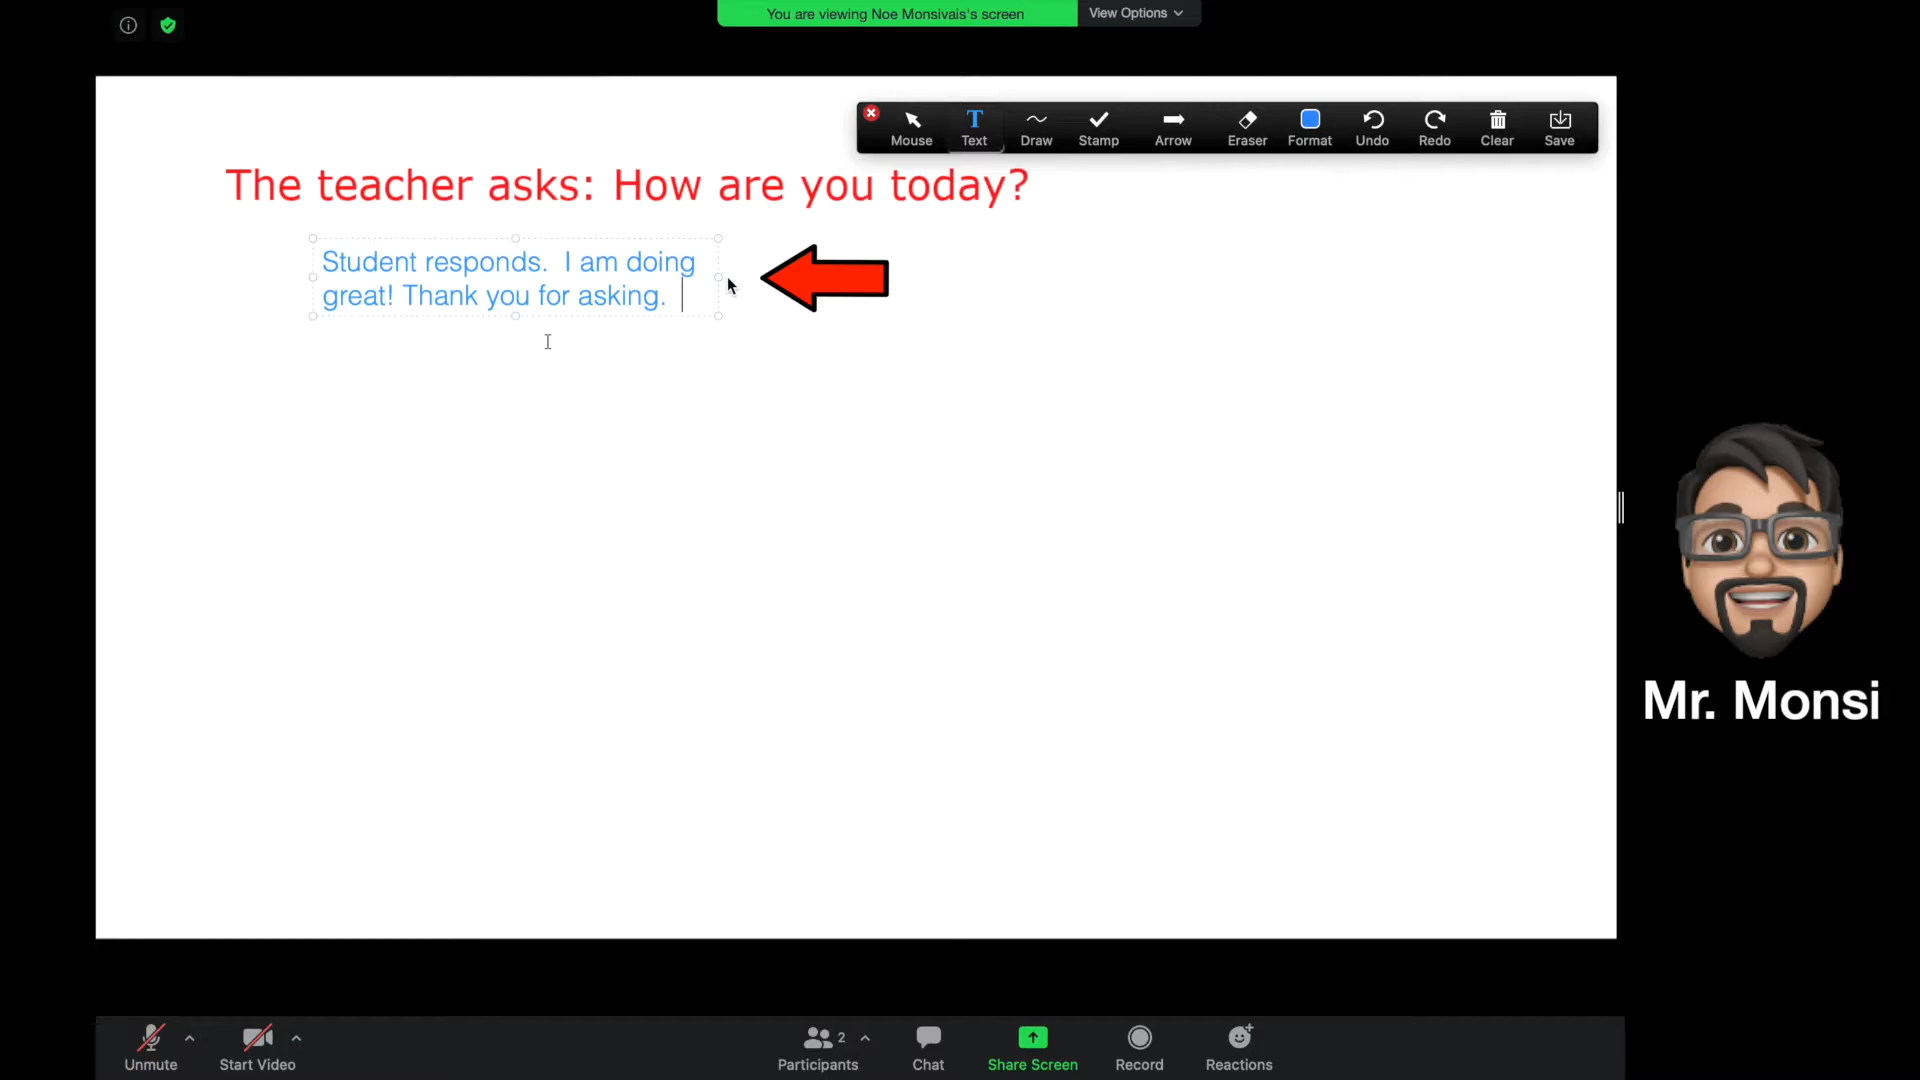 You are viewing Noe Monsivais's screen
View Options
Mouse
Text
Draw
Stamp
Arrow
Eraser
Format
Undo
Redo
Clear
Save
The teacher asks: How are you today?
Student responds.  I am doing
great! Thank you for asking.
Mr. Monsi
Unmute
Start Video
2
Participants
Chat
Share Screen
Record
Reactions